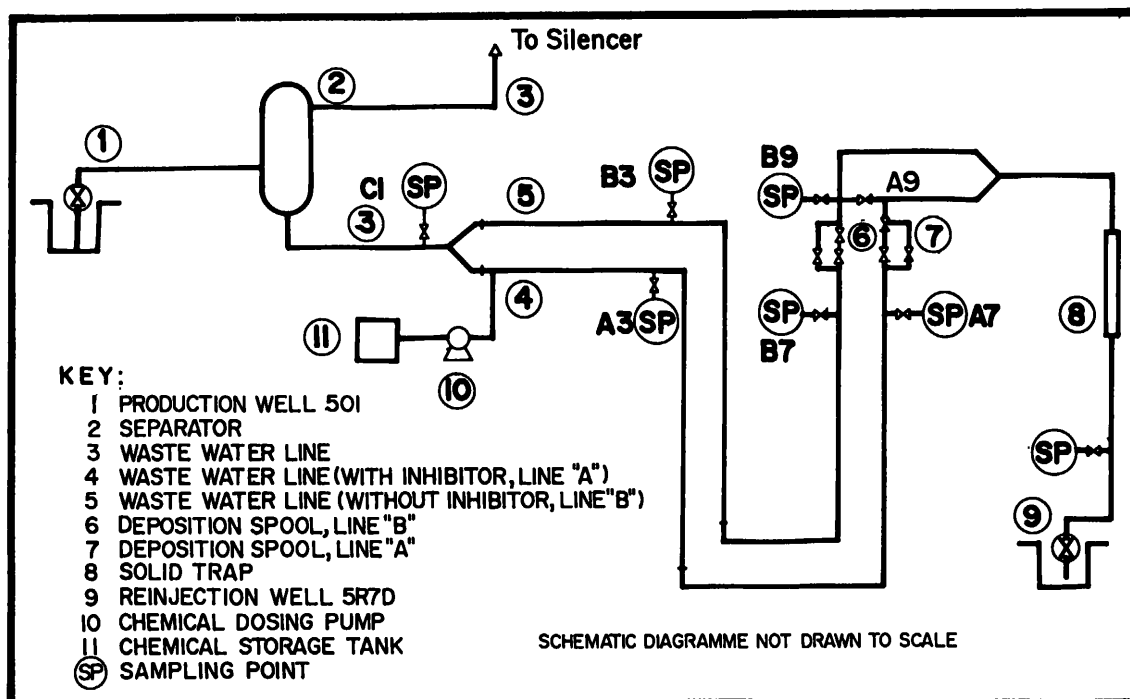 To Silencer
2
3
1
B9
SP
B3
SP
A9
C1
SP
3
5
6
7
4
SP
B7
SP A7
8
A3 SP
11
10
SP
9
KEY:
1 PRODUCTION WELL 501
2 SEPARATOR
3 WASTE WATER LINE
4 WASTE WATER LINE (WITH INHIBITOR, LINE "A")
5 WASTE WATER LINE (WITHOUT INHIBITOR, LINE "B")
6 DEPOSITION SPOOL, LINE "B"
7 DEPOSITION SPOOL, LINE "A"
8 SOLID TRAP
9 REINJECTION WELL 5R7D
10 CHEMICAL DOSING PUMP
11 CHEMICAL STORAGE TANK
SP SAMPLING POINT
SCHEMATIC DIAGRAMME NOT DRAWN TO SCALE